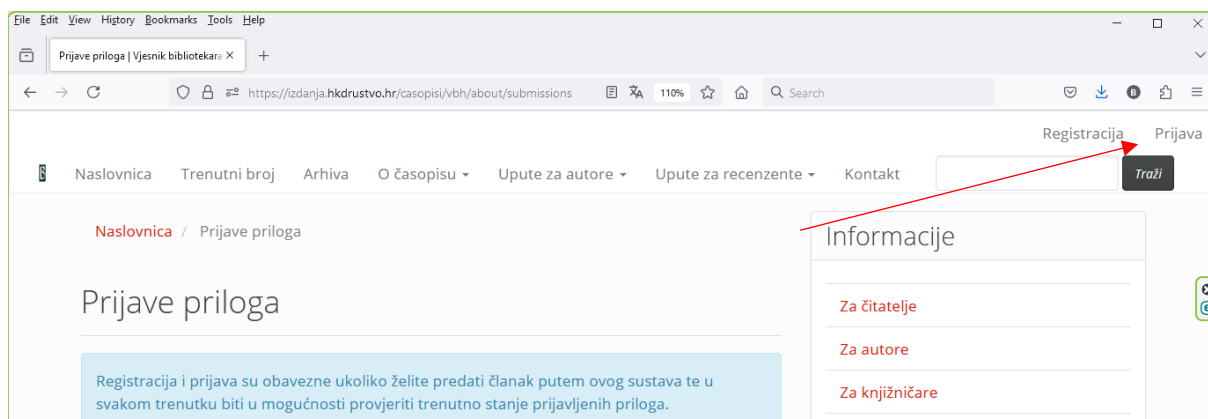 File Edit View History Bookmarks Tools Help
Prijave priloga | Vjesnik bibliotekara
https://izdanja.hkdrustvo.hr/casopisi/vbh/about/submissions 110% Search
Registracija Prijava
Naslovnica Trenutni broj Arhiva O časopisu Upute za autore Upute za recenzente Kontakt Traži
Naslovnica / Prijave priloga
Informacije
Prijave priloga
Za čitatelje
Za autore
Za knjižničare
Registracija i prijava su obavezne ukoliko želite predati članak putem ovog sustava te u
svakom trenutku biti u mogućnosti provjeriti trenutno stanje prijavljenih priloga.